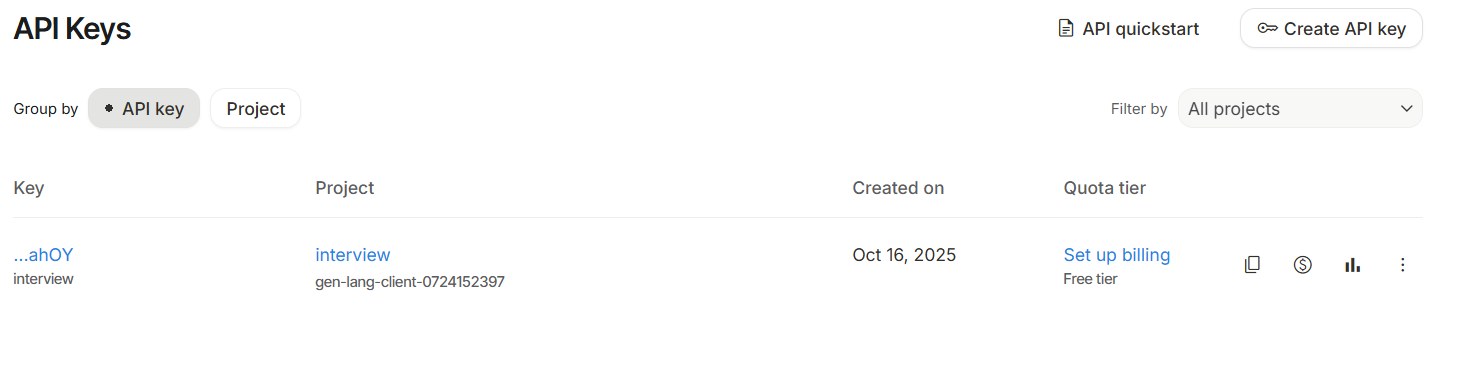 API Keys
API quickstart
Create API key
Group by
API key
Project
Filter by
All projects
Key
Project
Created on
Quota tier
...ahOY
interview
Oct 16, 2025
Set up billing
interview
gen-lang-client-0724152397
Free tier